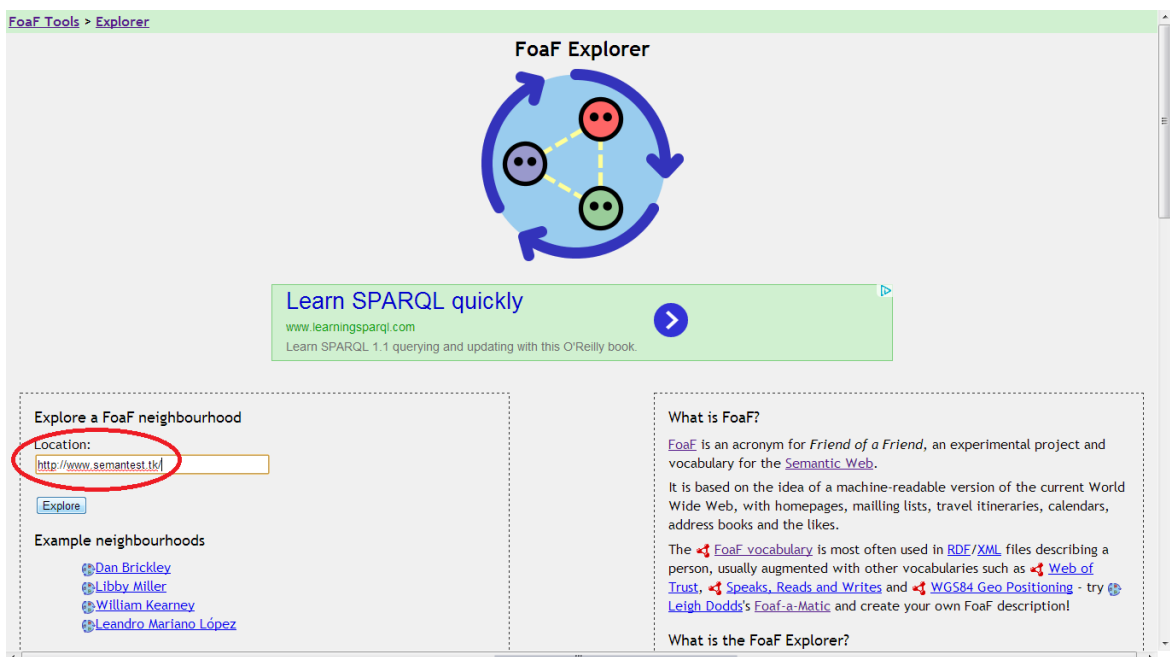 FoaF Tools > Explorer
FoaF Explorer
Learn SPARQL quickly
www.learningsparql.com
Learn SPARQL 1.1 querying and updating with this O'Reilly book.
Explore a FoaF neighbourhood
Location:
http://www.semantest.tk/
Explore
Example neighbourhoods
Dan Brickley
Libby Miller
William Kearney
Leandro Mariano López
What is FoaF?
FoaF is an acronym for Friend of a Friend, an experimental project and
vocabulary for the Semantic Web.
It is based on the idea of a machine-readable version of the current World
Wide Web, with homepages, mailling lists, travel itineraries, calendars,
address books and the likes.
The FoaF vocabulary is most often used in RDF/XML files describing a
person, usually augmented with other vocabularies such as Web of
Trust, Speaks, Reads and Writes and WGS84 Geo Positioning - try
Leigh Dodds's Foaf-a-Matic and create your own FoaF description!
What is the FoaF Explorer?